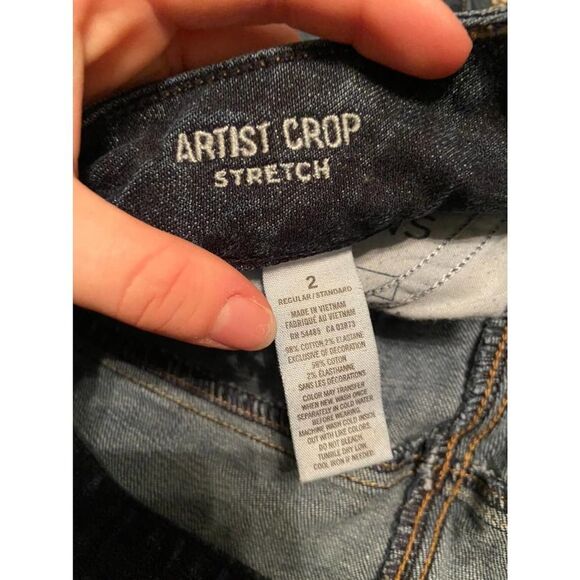 ARTIST CROP
STRETCH
2
REGULAR/STANDARD
MADE IN VIETNAM
FABRIQUÉ AU VIETNAM
RN 54485 CA 03873
98% COTTON, 2% ELASTANE
EXCLUSIVE OF DECORATION
98% COTON
2% ÉLASTHANNE
SANS LES DÉCORATIONS
COLOR MAY TRANSFER
WHEN NEW. WASH ONCE
SEPARATELY IN COLD WATER
BEFORE WEARING.
MACHINE WASH COLD INSIDE
OUT WITH LIKE COLORS.
DO NOT BLEACH.
TUMBLE DRY LOW.
COOL IRON IF NEEDED.